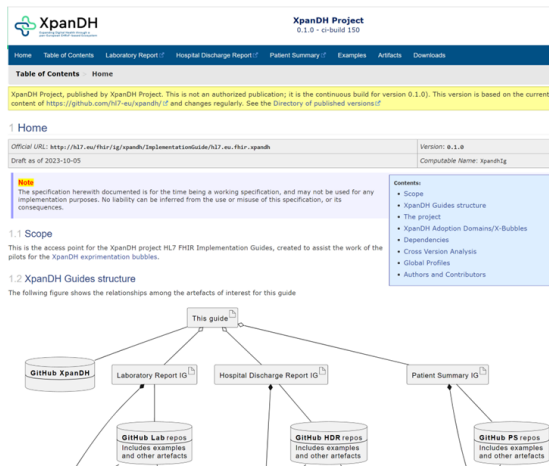 XpanDH
Expanding Digital Health through a
pan-European EHRxF-based Ecosystem
XpanDH Project
0.1.0 - ci-build 150
Home Table of Contents Laboratory Report Hospital Discharge Report Patient Summary Examples Artifacts Downloads
Table of Contents Home
XpanDH Project, published by XpanDH Project. This is not an authorized publication; it is the continuous build for version 0.1.0). This version is based on the current
content of https://github.com/hl7-eu/xpandh/ and changes regularly. See the Directory of published versions
1 Home
Official URL: http://hl7.eu/fhir/ig/xpandh/ImplementationGuide/hl7.eu.fhir.xpandh Version: 0.1.0
Draft as of 2023-10-05 Computable Name: XpandhIg
Note
The specification herewith documented is for the time being a working specification, and may not be used for any
implementation purposes. No liability can be inferred from the use or misuse of this specification, or its
consequences.
Contents:
Scope
XpanDH Guides structure
The project
XpanDH Adoption Domains/X-Bubbles
Dependencies
Cross Version Analysis
Global Profiles
Authors and Contributors
1.1 Scope
This is the access point for the XpanDH project HL7 FHIR Implementation Guides, created to assist the work of the
pilots for the XpanDH exprimentation bubbles.
1.2 XpanDH Guides structure
The follwing figure shows the relationships among the artefacts of interest for this guide
This guide
GitHub XpanDH
Laboratory Report IG
Hospital Discharge Report IG
Patient Summary IG
GitHub Lab repos
Includes examples
and other artefacts
GitHub HDR repos
Includes examples
and other artefacts
GitHub PS repos
Includes examples
and other artefacts